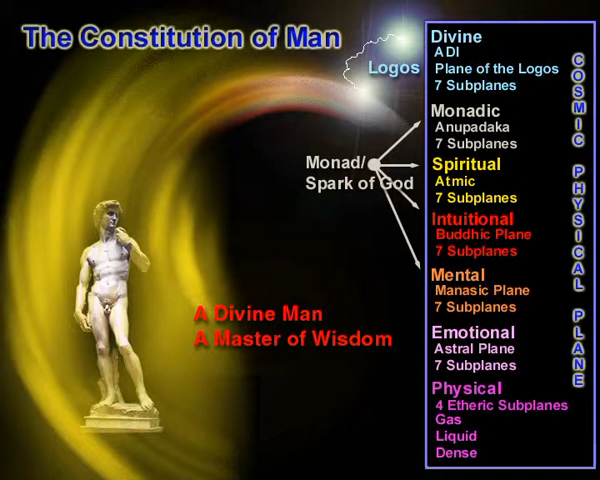 The Constitution of Man
Logos
Monad/
Spark of God
A Divine Man
A Master of Wisdom
Divine
ADI
Plane of the Logos
7 Subplanes
Monadic
Anupadaka
7 Subplanes
Spiritual
Atmic
7 Subplanes
Intuitional
Buddhic Plane
7 Subplanes
Mental
Manasic Plane
7 Subplanes
Emotional
Astral Plane
7 Subplanes
Physical
4 Etheric Subplanes
Gas
Liquid
Dense
COSMIC PHYSICAL PLANE